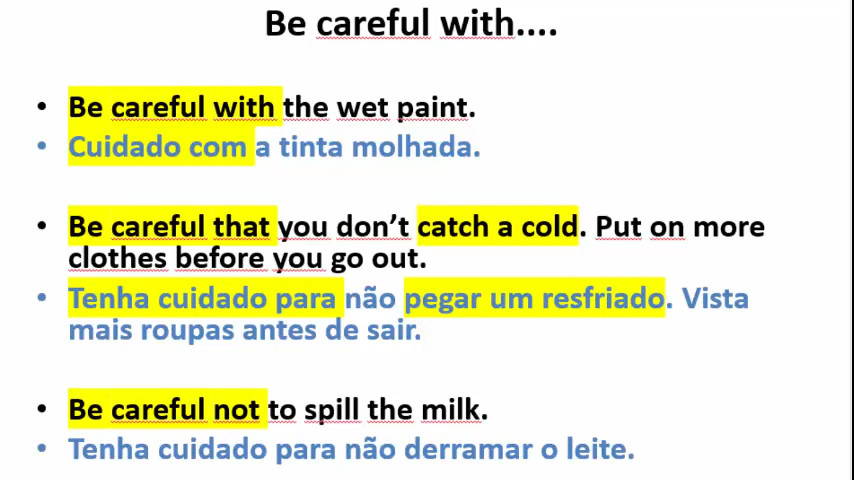 Be careful with....
• Be careful with the wet paint.
• Cuidado com a tinta molhada.
• Be careful that you don’t catch a cold. Put on more
clothes before you go out.
• Tenha cuidado para não pegar um resfriado. Vista
mais roupas antes de sair.
• Be careful not to spill the milk.
• Tenha cuidado para não derramar o leite.